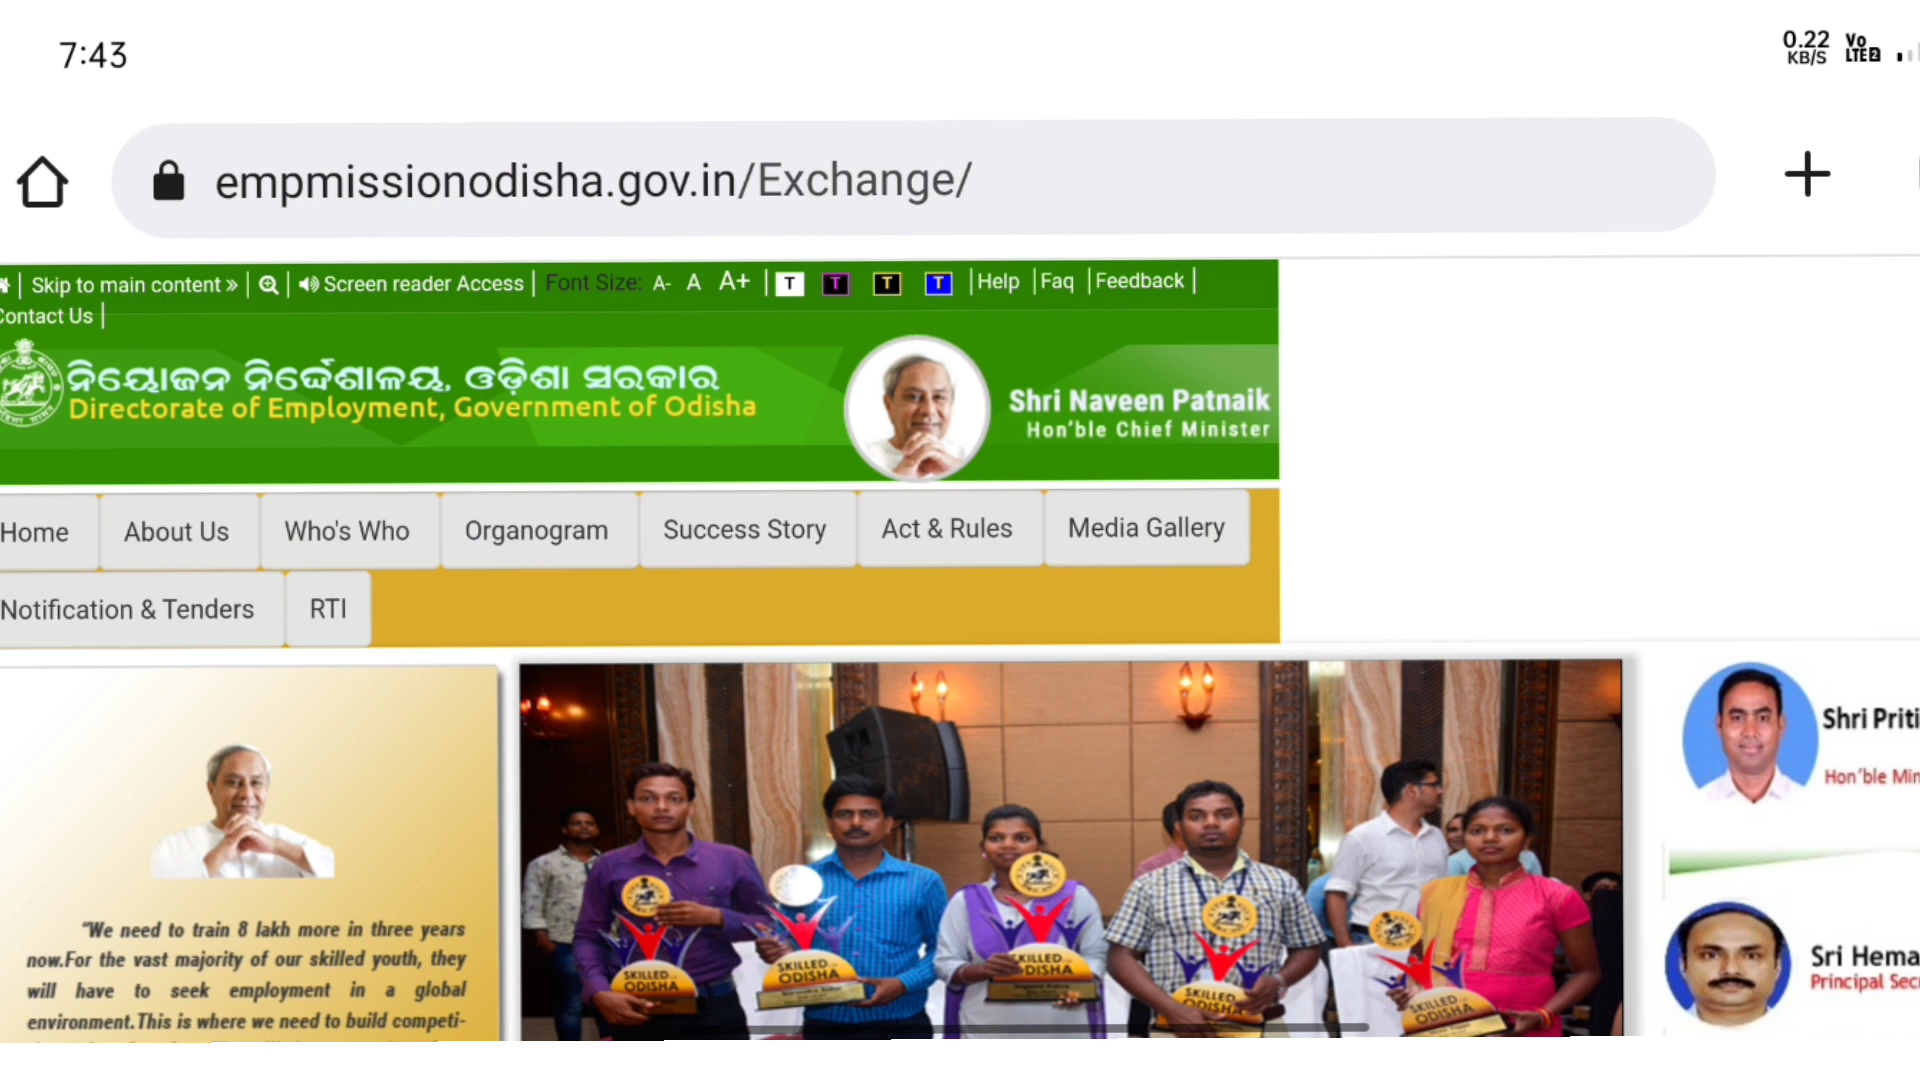 7:43
0.22
KB/S
Vo
LTE 2
empmissionodisha.gov.in/Exchange/
Skip to main content »
Screen reader Access
Font Size: A- A A+
T T T T
Help
Faq
Feedback
Contact Us
ନିୟୋଜନ ନିର୍ଦ୍ଦେଶାଳୟ, ଓଡ଼ିଶା ସରକାର
Directorate of Employment, Government of Odisha
Shri Naveen Patnaik
Hon'ble Chief Minister
Home
About Us
Who's Who
Organogram
Success Story
Act & Rules
Media Gallery
Notification & Tenders
RTI
"We need to train 8 lakh more in three years
now.For the vast majority of our skilled youth, they
will have to seek employment in a global
environment.This is where we need to build competi-
SKILLED
ODISHA
SKILLED
ODISHA
SKILLED
ODISHA
SKILLED
ODISHA
SKILLED
ODISHA
Shri Priti
Hon'ble Min
Sri Hema
Principal Sec